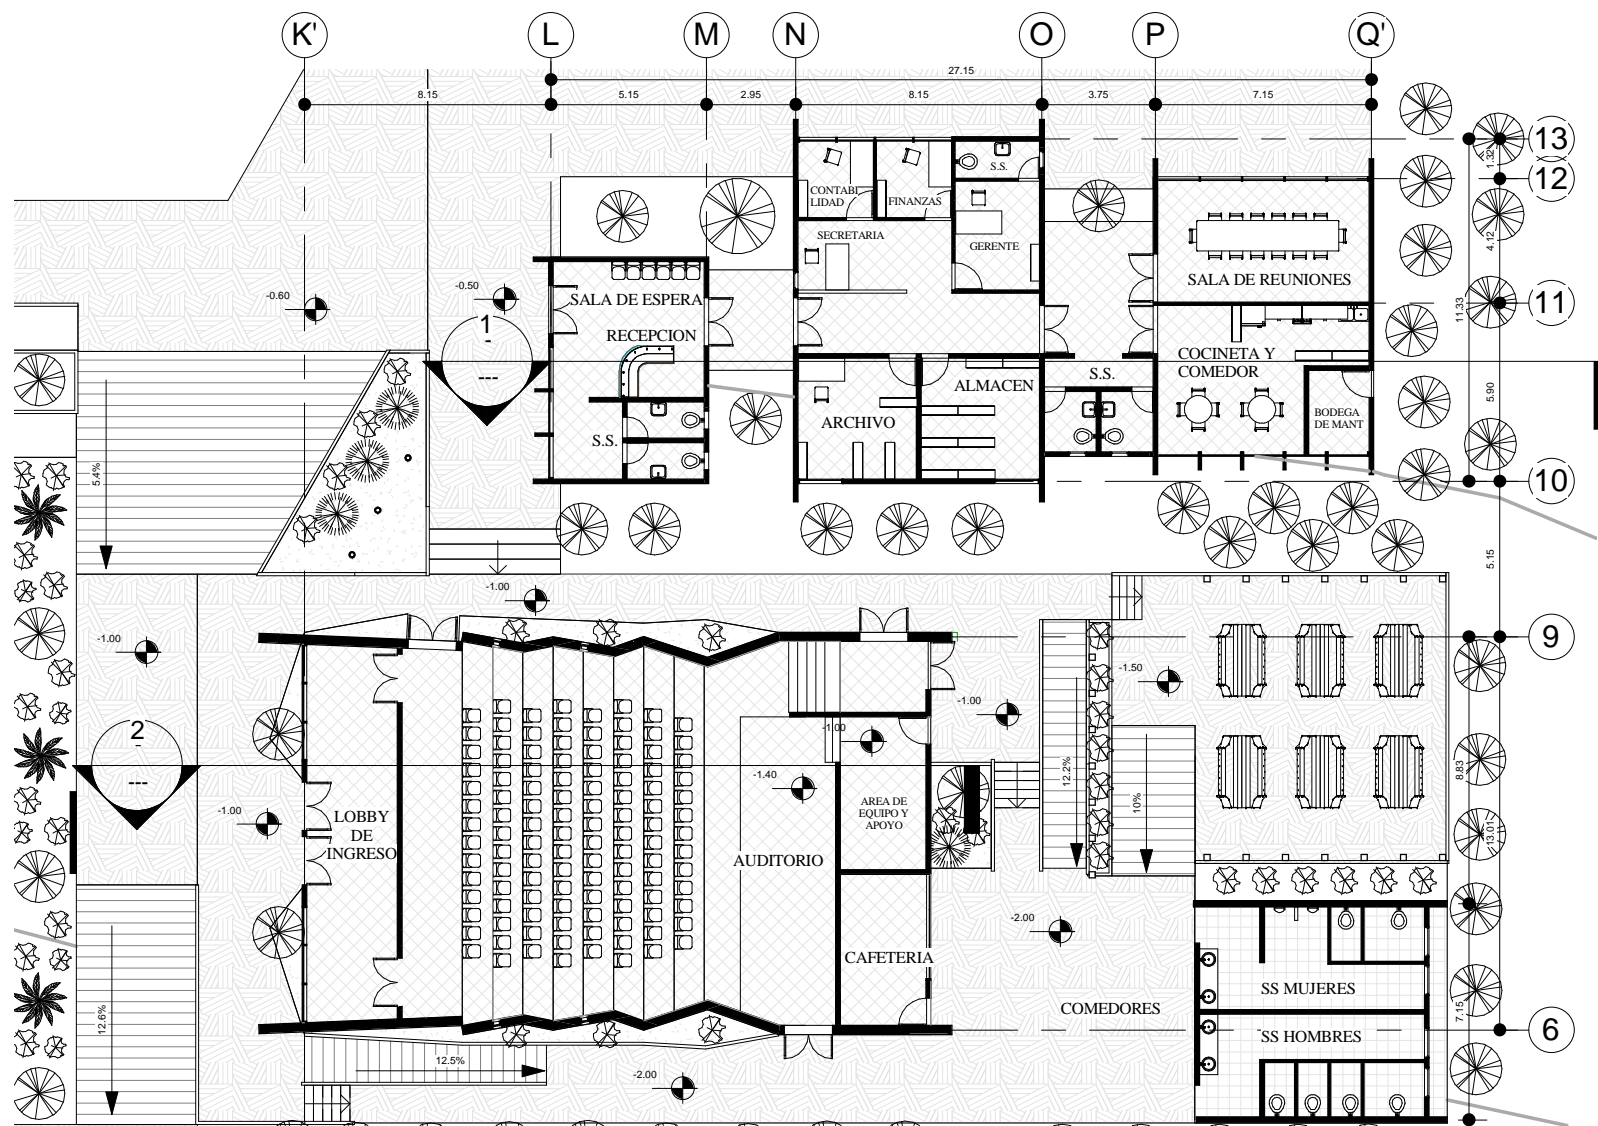 K' L M N O P Q'
27.15
8.15 5.15 2.95 8.15 3.75 7.15
13
1.32
12
S.S.
CONTABI
LIDAD
FINANZAS
SECRETARIA
GERENTE
4.12
SALA DE REUNIONES
-0.60
-0.50
SALA DE ESPERA
11
11.33
1
-
---
RECEPCION
COCINETA Y
COMEDOR
S.S.
ALMACEN
5.90
ARCHIVO
BODEGA
DE MANT
S.S.
5.4%
10
5.15
-1.00
-1.00
9
-1.50
-1.00
2
-
---
-1.00
-1.40
12.2%
10%
8.83
-1.00
LOBBY
DE
INGRESO
AREA DE
EQUIPO Y
APOYO
13.01
AUDITORIO
-2.00
CAFETERIA
SS MUJERES
COMEDORES
7.15
12.6%
SS HOMBRES
6
12.5%
-2.00